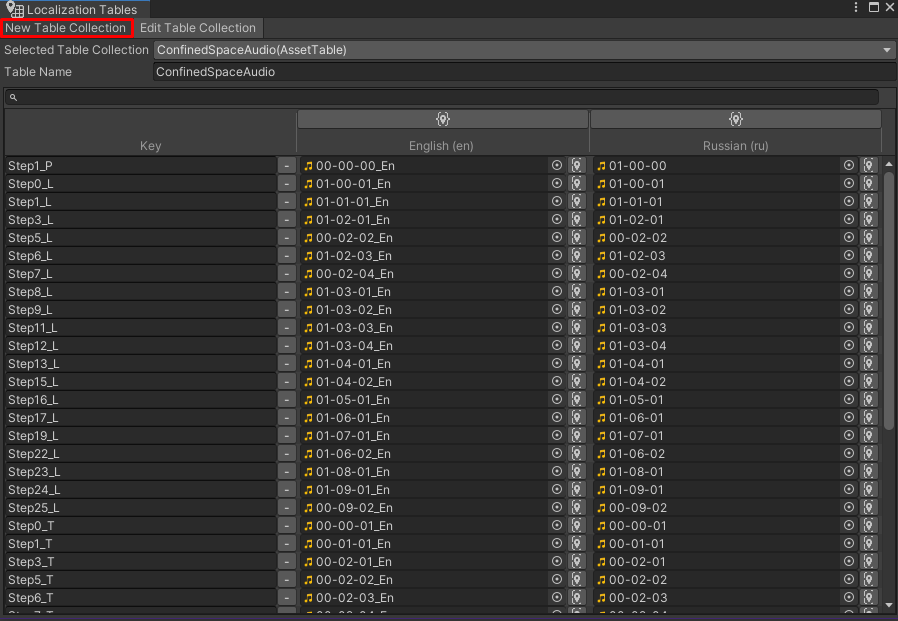 Localization Tables
New Table Collection Edit Table Collection
Selected Table Collection ConfinedSpaceAudio(AssetTable)
Table Name ConfinedSpaceAudio
Key English (en) Russian (ru)
Step1_P - 00-00-00_En 01-00-00
Step0_L - 01-00-01_En 01-00-01
Step1_L - 01-01-01_En 01-01-01
Step3_L - 01-02-01_En 01-02-01
Step5_L - 00-02-02_En 00-02-02
Step6_L - 01-02-03_En 01-02-03
Step7_L - 00-02-04_En 00-02-04
Step8_L - 01-03-01_En 01-03-01
Step9_L - 01-03-02_En 01-03-02
Step11_L - 01-03-03_En 01-03-03
Step12_L - 01-03-04_En 01-03-04
Step13_L - 01-04-01_En 01-04-01
Step15_L - 01-04-02_En 01-04-02
Step16_L - 01-05-01_En 01-05-01
Step17_L - 01-06-01_En 01-06-01
Step19_L - 01-07-01_En 01-07-01
Step22_L - 01-06-02_En 01-06-02
Step23_L - 01-08-01_En 01-08-01
Step24_L - 01-09-01_En 01-09-01
Step25_L - 00-09-02_En 00-09-02
Step0_T - 00-00-01_En 00-00-01
Step1_T - 00-01-01_En 00-01-01
Step3_T - 00-02-01_En 00-02-01
Step5_T - 00-02-02_En 00-02-02
Step6_T - 00-02-03_En 00-02-03